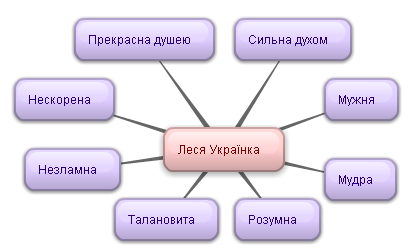 Прекрасна душею
Сильна духом
Нескорена
Мужня
Леся Українка
Незламна
Мудра
Талановита
Розумна